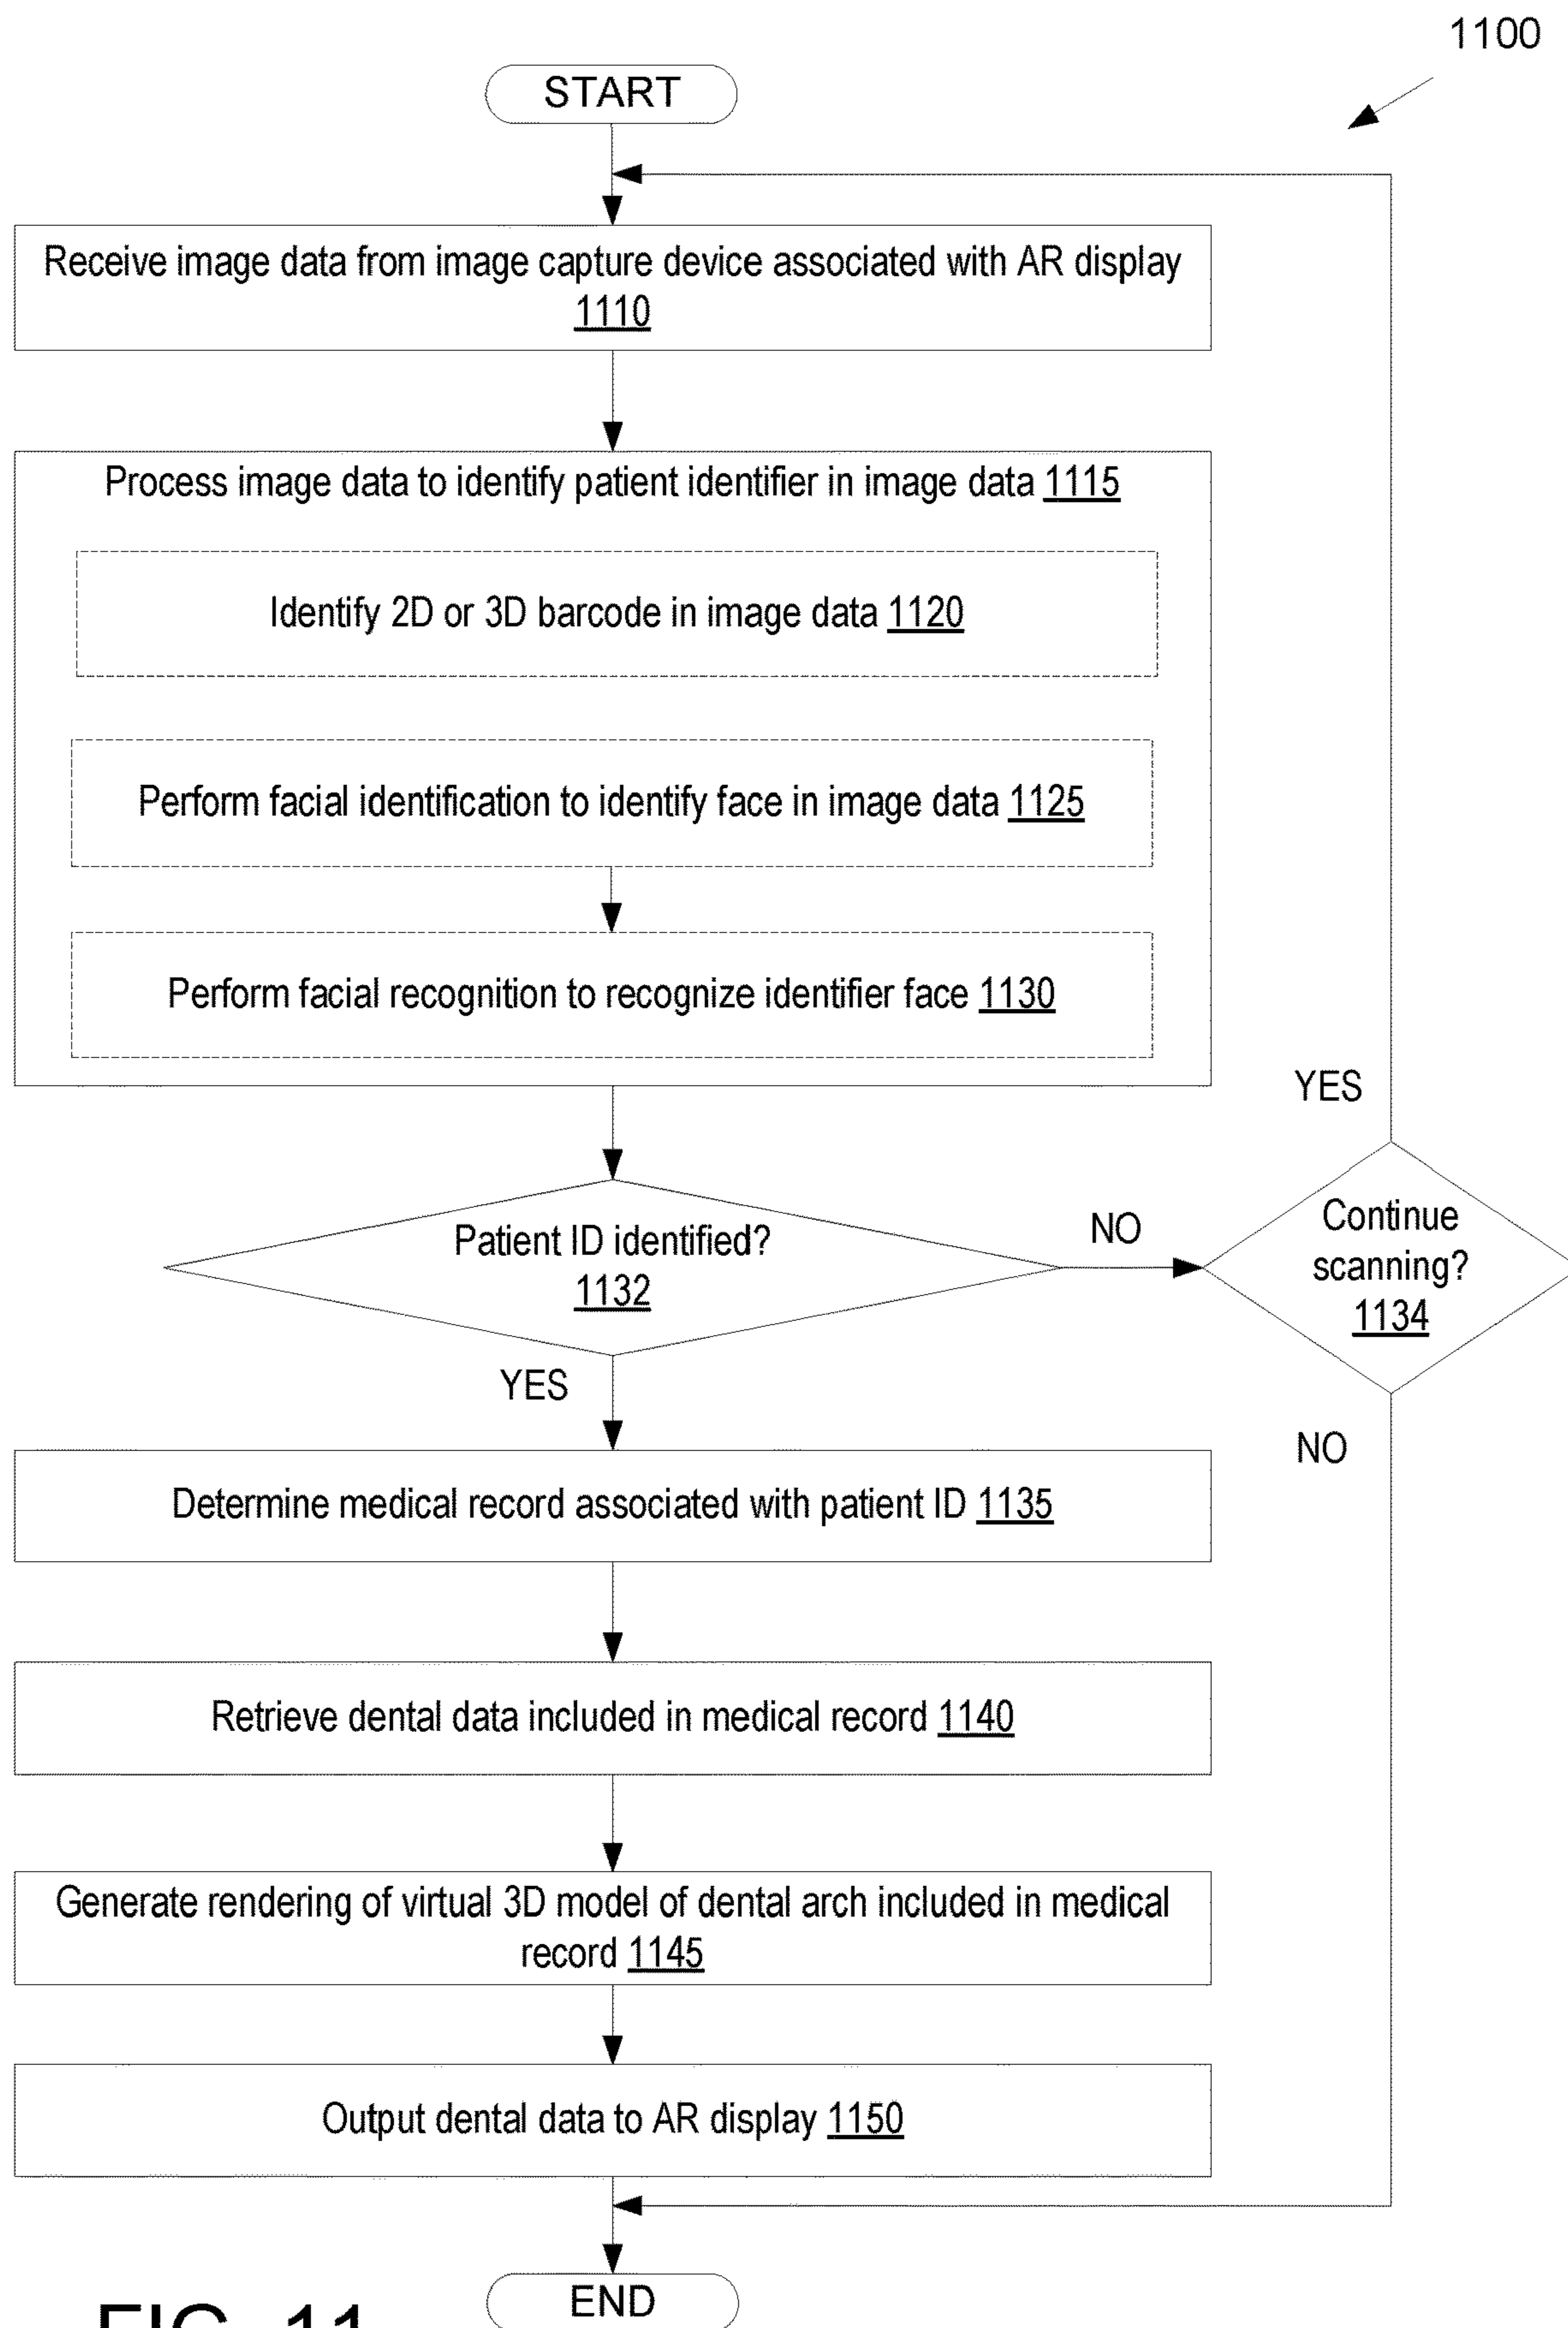 1100
START
Receive image data from image capture device associated with AR display
1110
Process image data to identify patient identifier in image data 1115
Identify 2D or 3D barcode in image data 1120
Perform facial identification to identify face in image data 1125
Perform facial recognition to recognize identifier face 1130
YES
Patient ID identified?
1132
NO
Continue
scanning?
1134
YES
NO
Determine medical record associated with patient ID 1135
Retrieve dental data included in medical record 1140
Generate rendering of virtual 3D model of dental arch included in medical
record 1145
Output dental data to AR display 1150
END
FIG. 11